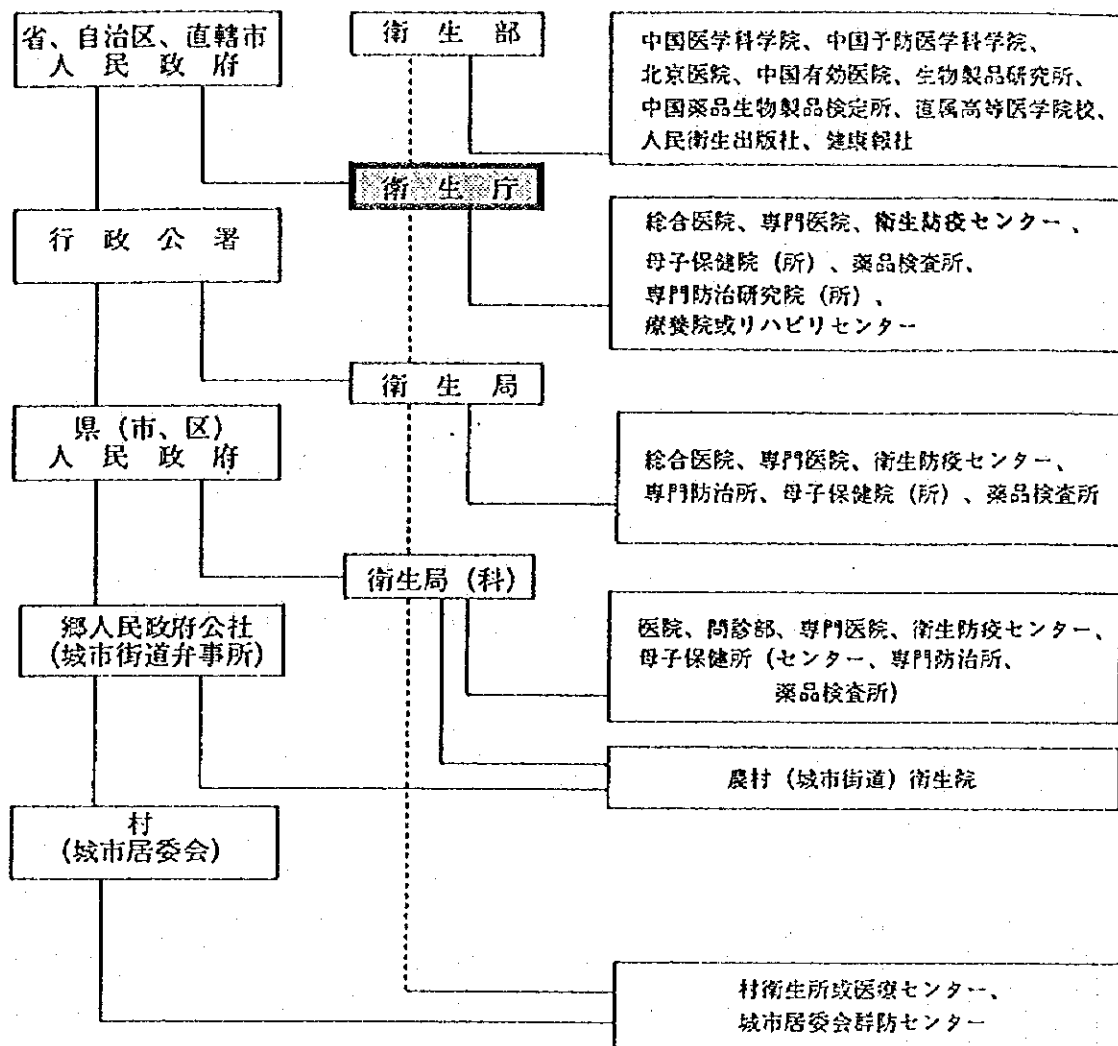 省、自治区、直轄市
人民政府
衛生部
中国医学科学院、中国予防医学科学院、
北京医院、中国有効医院、生物製品研究所、
中国薬品生物製品検定所、直属高等医学院校、
人民衛生出版社、健康報社
衛生庁
行政公署
総合医院、専門医院、衛生防疫センター、
母子保健院（所）、薬品検査所、
専門防治研究院（所）、
療養院或リハビリセンター
衛生局
県（市、区）
人民政府
総合医院、専門医院、衛生防疫センター、
専門防治所、母子保健院（所）、薬品検査所
衛生局（科）
郷人民政府公社
（城市街道弁事所）
医院、問診部、専門医院、衛生防疫センター、
母子保健所（センター、専門防治所、
薬品検査所）
農村（城市街道）衛生院
村
（城市居委会）
村衛生所或医療センター、
城市居委会群防センター